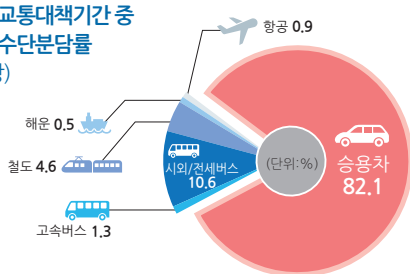 교통대책기간 중
수단분담률
항공 0.9
해운 0.5
철도 4.6
시외/전세버스
10.6
(단위:%)
승용차
82.1
고속버스 1.3